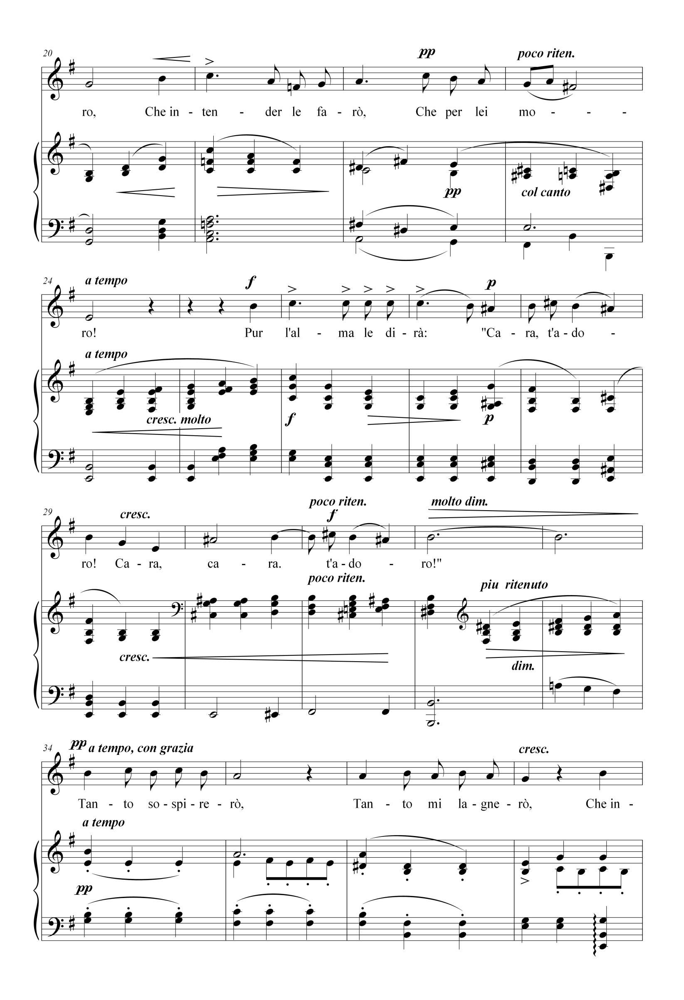 20
pp
poco riten.
ro, Che in - ten - der le fa - rò, Che per lei mo - - -
pp
col canto
24
a tempo
f
p
ro! Pur l'al - ma le di - rà: "Ca - ra, t'a - do -
a tempo
cresc. molto
f
p
29
cresc.
poco riten.
f
molto dim.
ro! Ca - ra, ca - ra. t'a - do - ro!"
poco riten.
piu ritenuto
cresc.
dim.
34
pp a tempo, con grazia
cresc.
Tan - to so - spi - re - rò, Tan - to mi la - gne - rò, Che in -
a tempo
pp